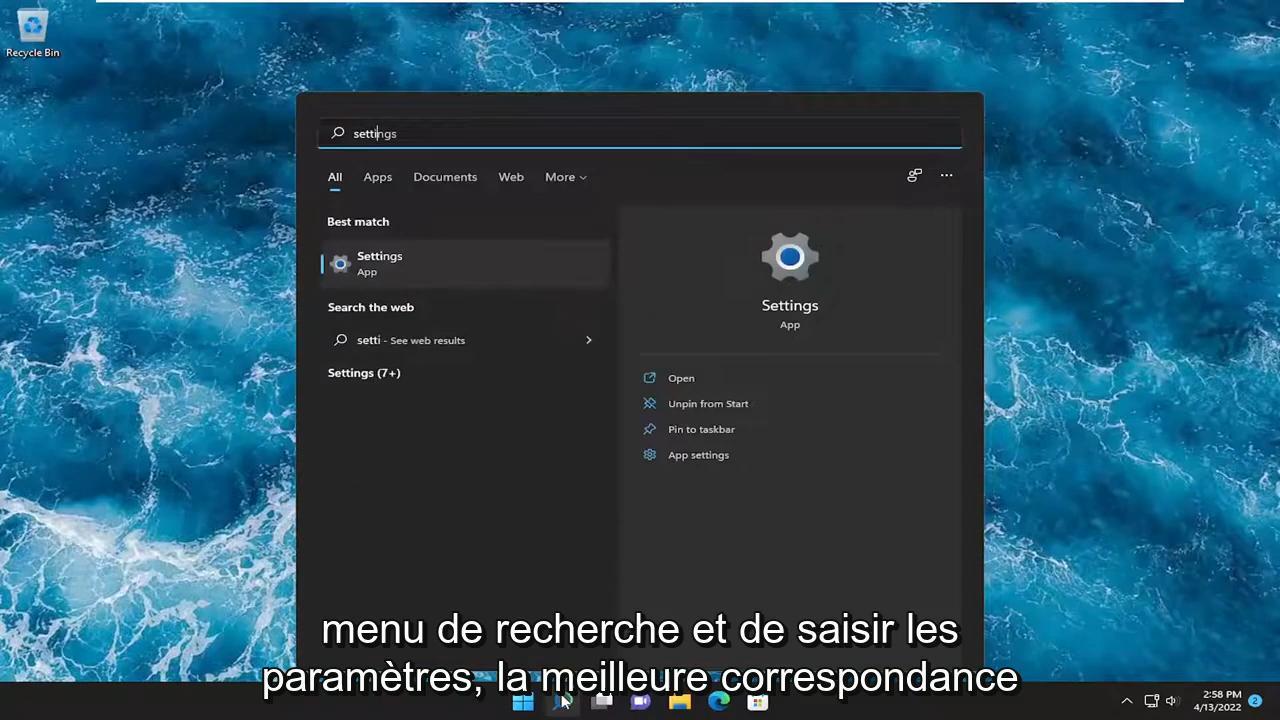 Recycle Bin
settings
All Apps Documents Web More
Best match
Settings
App
Search the web
setti - See web results
Settings (7+)
Settings
App
Open
Unpin from Start
Pin to taskbar
App settings
menu de recherche et de saisir les
paramètres, la meilleure correspondance
2:58 PM
4/13/2022
2